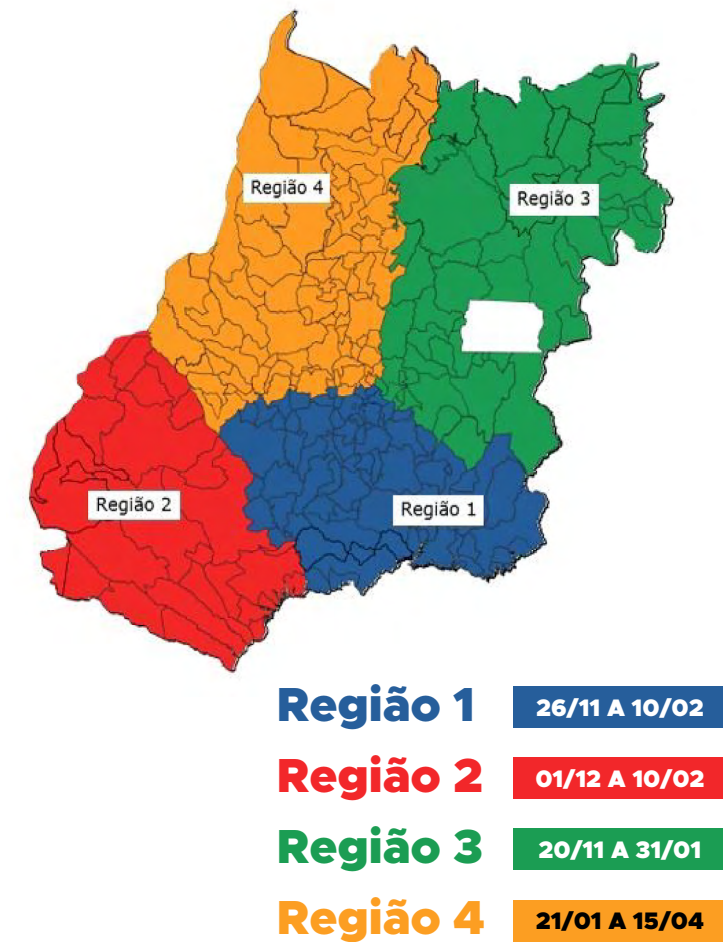 Região 4
Região 3
Região 2
Região 1
Região 1 26/11 A 10/02
Região 2 01/12 A 10/02
Região 3 20/11 A 31/01
Região 4 21/01 A 15/04